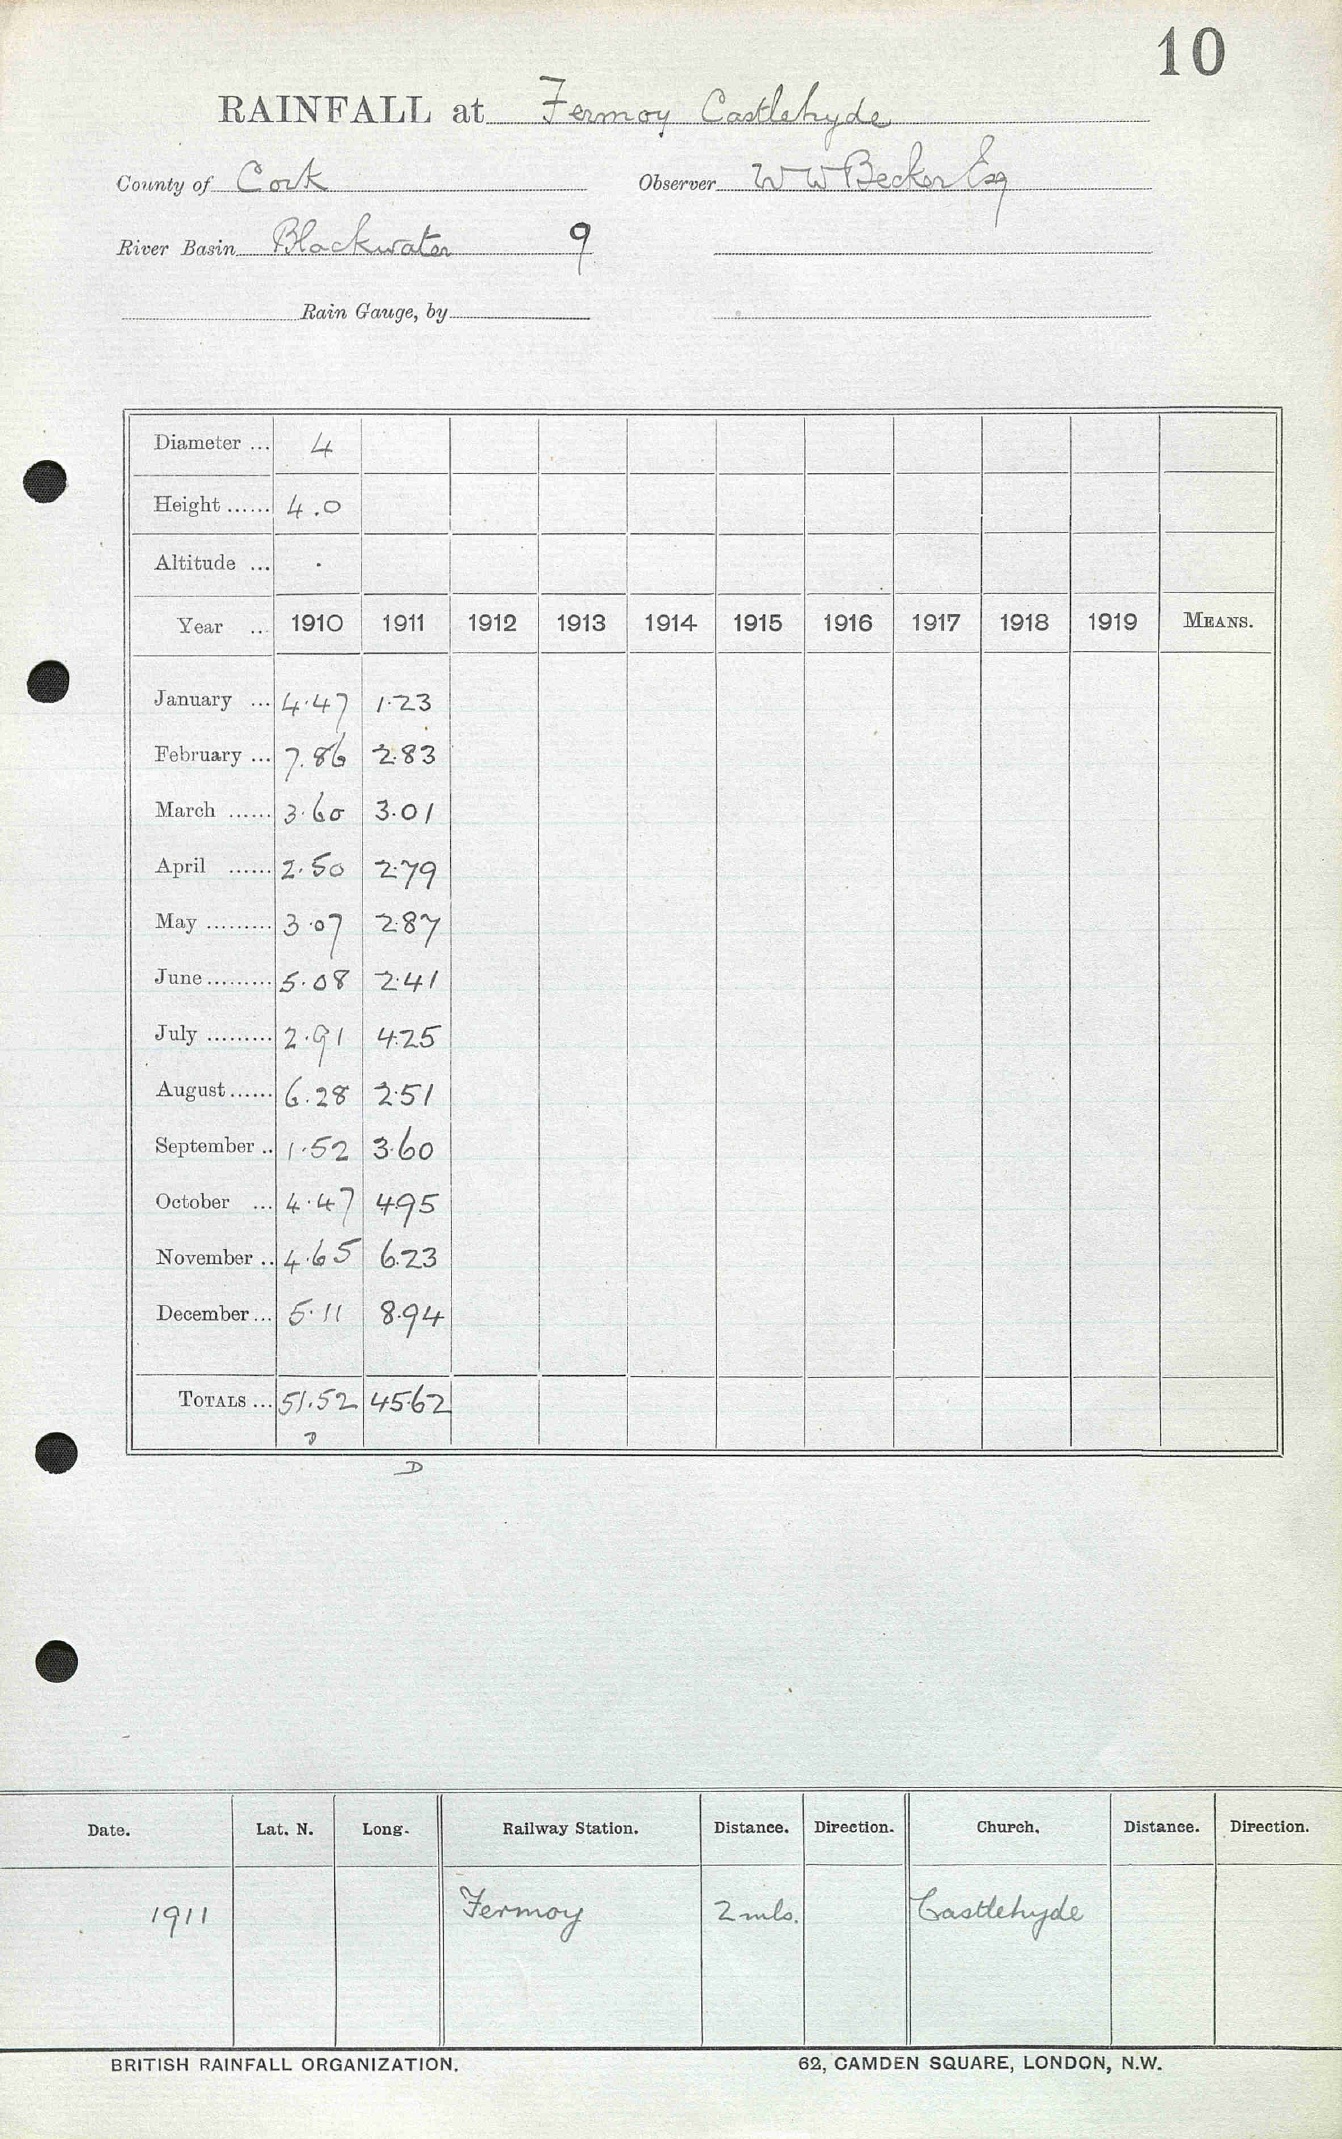 10
RAINFALL at Fermoy Castlehyde
County of Cork Observer W W Becker Esq
River Basin Blackwater 9
Rain Gauge, by
Diameter ... 4
Height ...... 4.0
Altitude ... .
Year ... 1910 1911 1912 1913 1914 1915 1916 1917 1918 1919 MEANS.
January ... 4.47 1.23
February ... 7.86 2.83
March ...... 3.60 3.01
April ...... 2.50 2.79
May ......... 3.07 2.87
June ......... 5.08 2.41
July ......... 2.91 4.25
August ...... 6.28 2.51
September .. 1.52 3.60
October ... 4.47 4.95
November .. 4.65 6.23
December ... 5.11 8.94
TOTALS ... 51.52 45.62
D
D
Date. Lat. N. Long. Railway Station. Distance. Direction. Church. Distance. Direction.
1911 Fermoy 2 mls. Castlehyde
BRITISH RAINFALL ORGANIZATION. 62, CAMDEN SQUARE, LONDON, N.W.